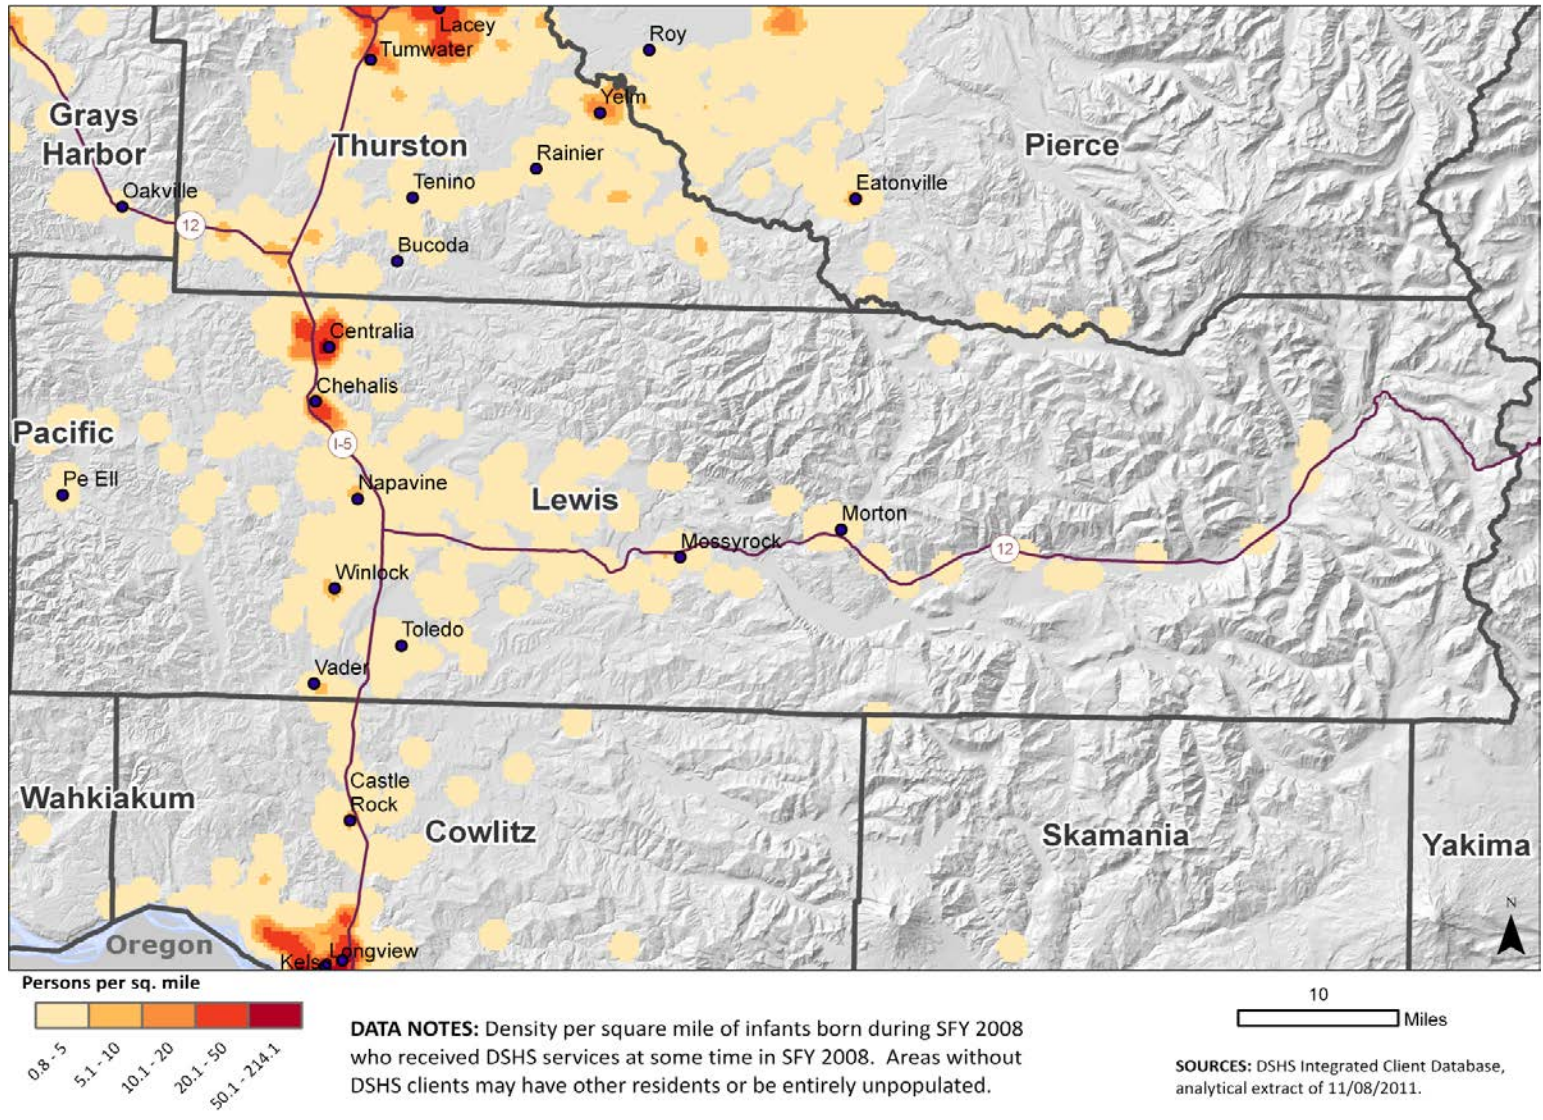 Lacey
Tumwater
Roy
Yelm
Grays
Harbor
Thurston
Pierce
Rainier
Tenino
Eatonville
Oakville
12
Bucoda
Centralia
Chehalis
Pacific
I-5
Pe Ell
Napavine
Lewis
Morton
Mossyrock
12
Winlock
Toledo
Vader
Castle
Rock
Wahkiakum
Cowlitz
Skamania
Yakima
N
Oregon
Longview
Kelso
Persons per sq. mile
0.8 - 5
5.1 - 10
10.1 - 20
20.1 - 50
50.1 - 214.1
DATA NOTES: Density per square mile of infants born during SFY 2008
who received DSHS services at some time in SFY 2008. Areas without
DSHS clients may have other residents or be entirely unpopulated.
10
Miles
SOURCES: DSHS Integrated Client Database,
analytical extract of 11/08/2011.